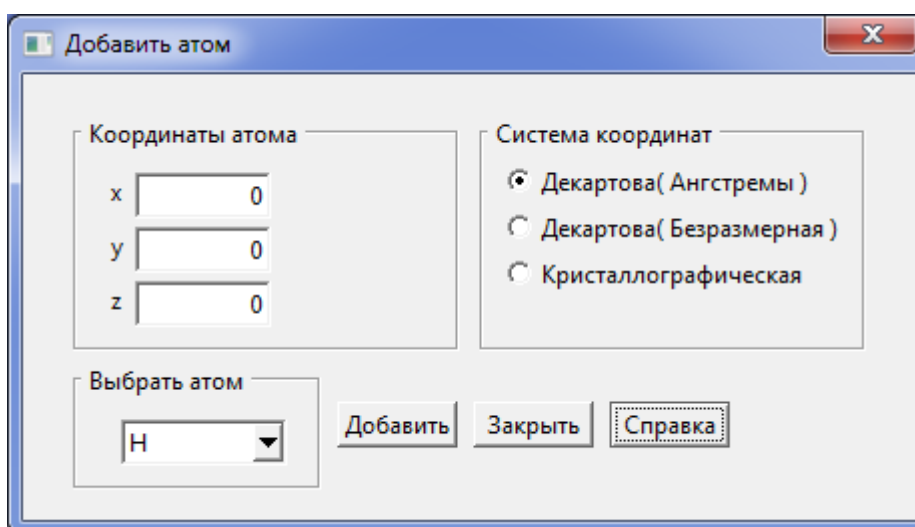 Добавить атом
Координаты атома
x 0
y 0
z 0
Система координат
Декартова( Ангстремы )
Декартова( Безразмерная )
Кристаллографическая
Выбрать атом
H
Добавить
Закрыть
Справка